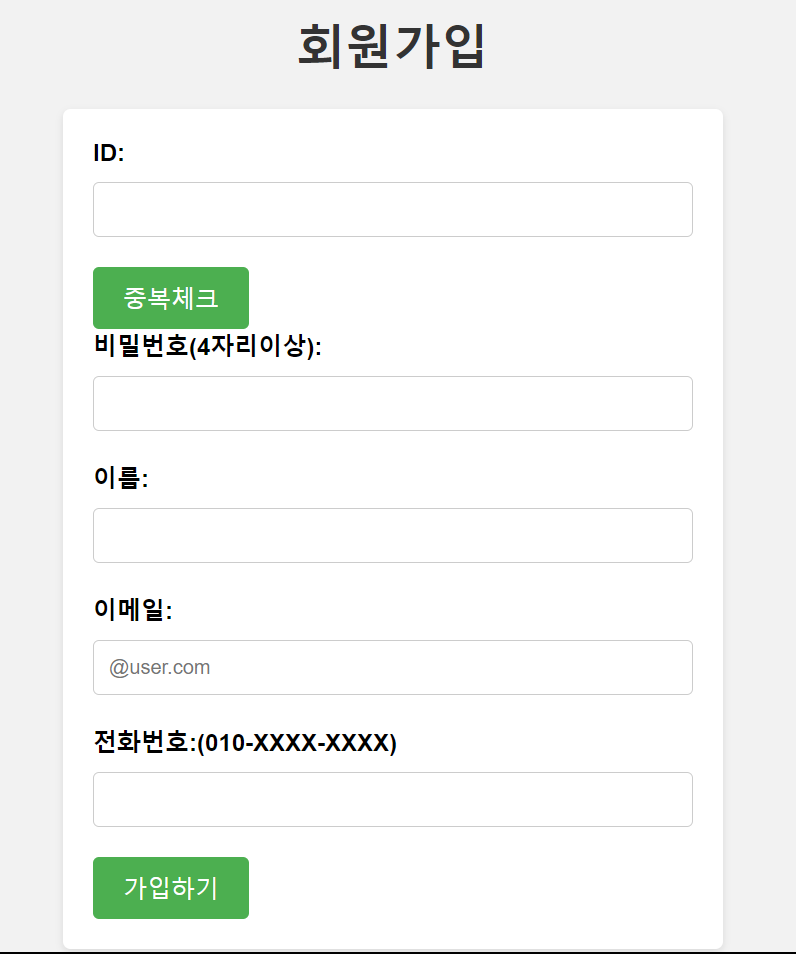 회원가입
ID:
중복체크
비밀번호(4자리이상):
이름:
이메일:
@user.com
전화번호:(010-XXXX-XXXX)
가입하기